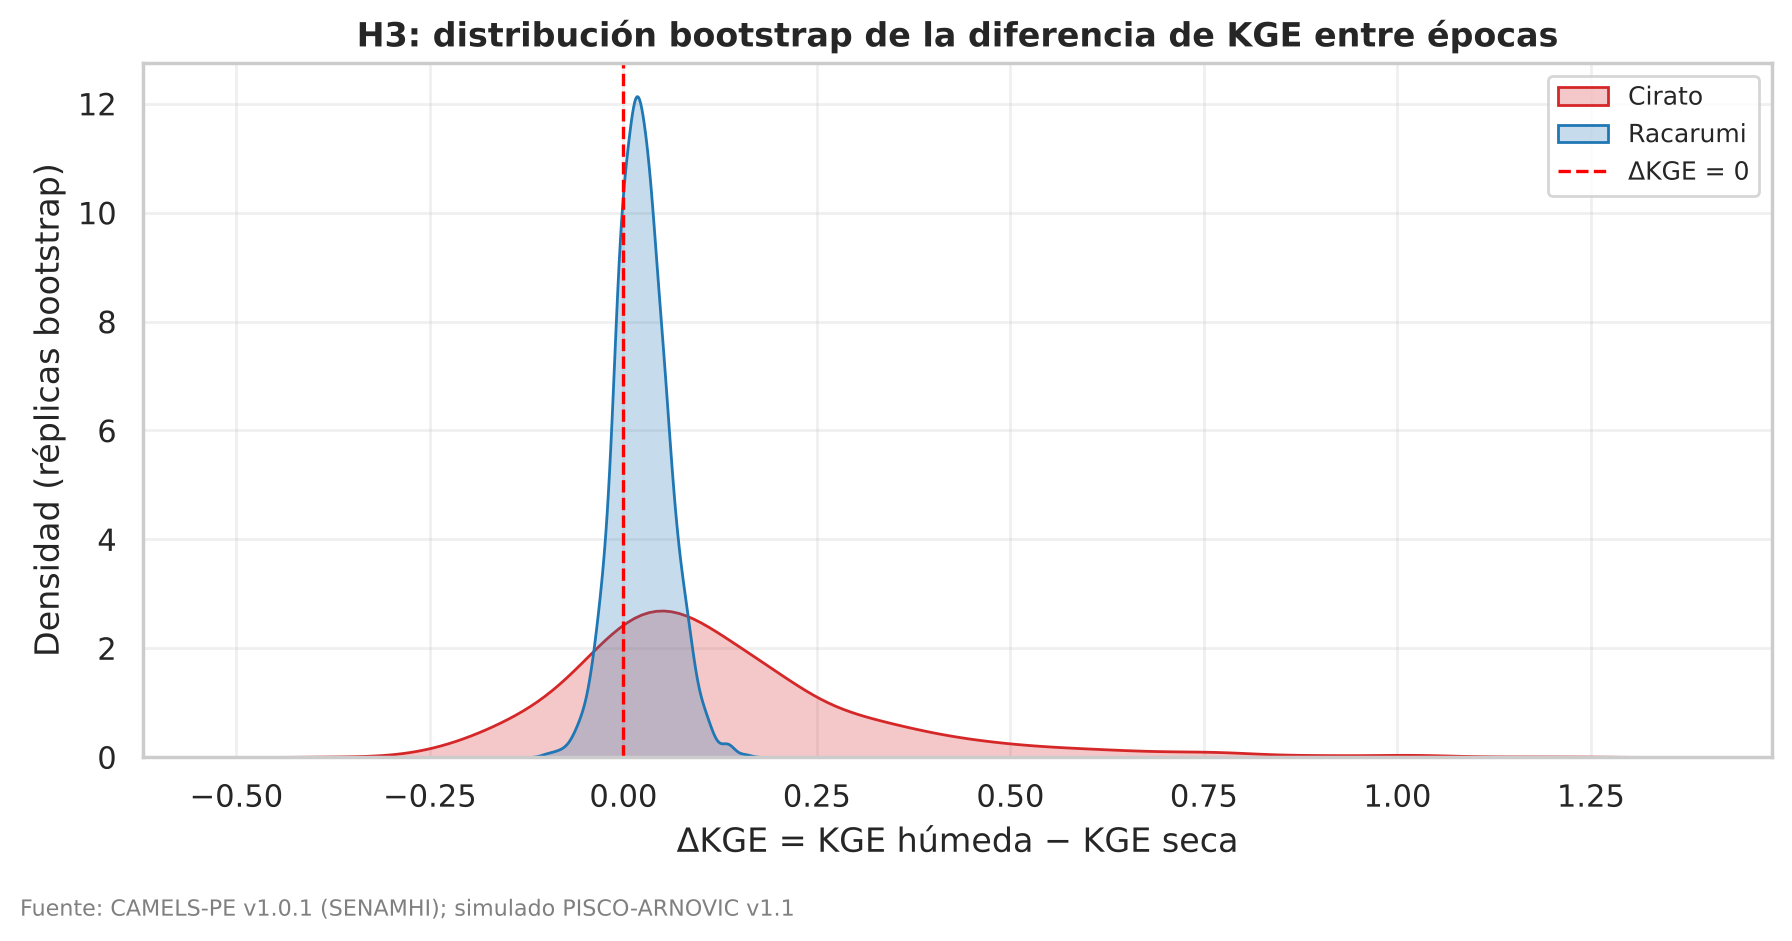 H3: distribución bootstrap de la diferencia de KGE entre épocas
Cirato
Racarumi
ΔKGE = 0
Densidad (réplicas bootstrap)
12
10
8
6
4
2
0
−0.50
−0.25
0.00
0.25
0.50
0.75
1.00
1.25
ΔKGE = KGE húmeda − KGE seca
Fuente: CAMELS-PE v1.0.1 (SENAMHI); simulado PISCO-ARNOVIC v1.1